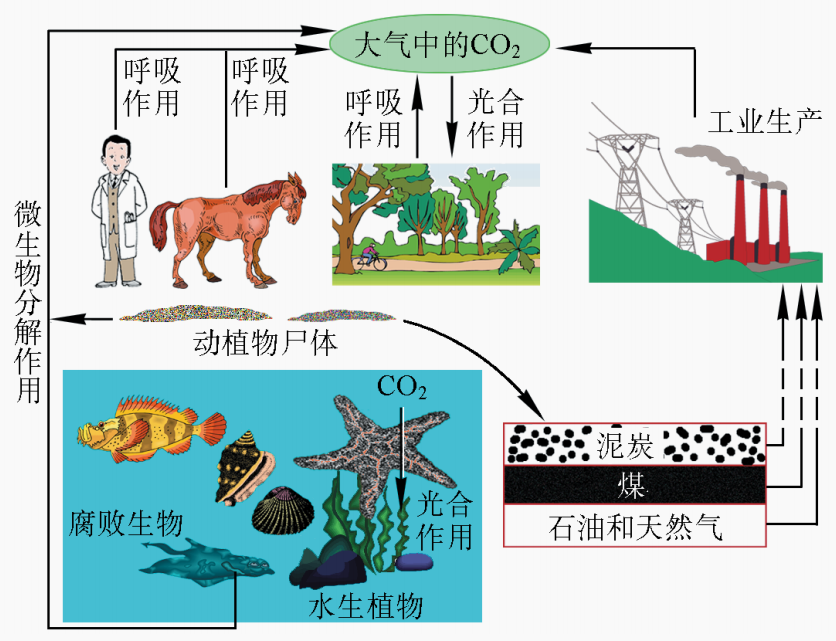 大气中的CO₂
呼吸
作用
呼吸
作用
呼吸
作用
光合
作用
工业生产
微生物分解作用
动植物尸体
CO₂
泥炭
煤
石油和天然气
腐败生物
光合
作用
水生植物